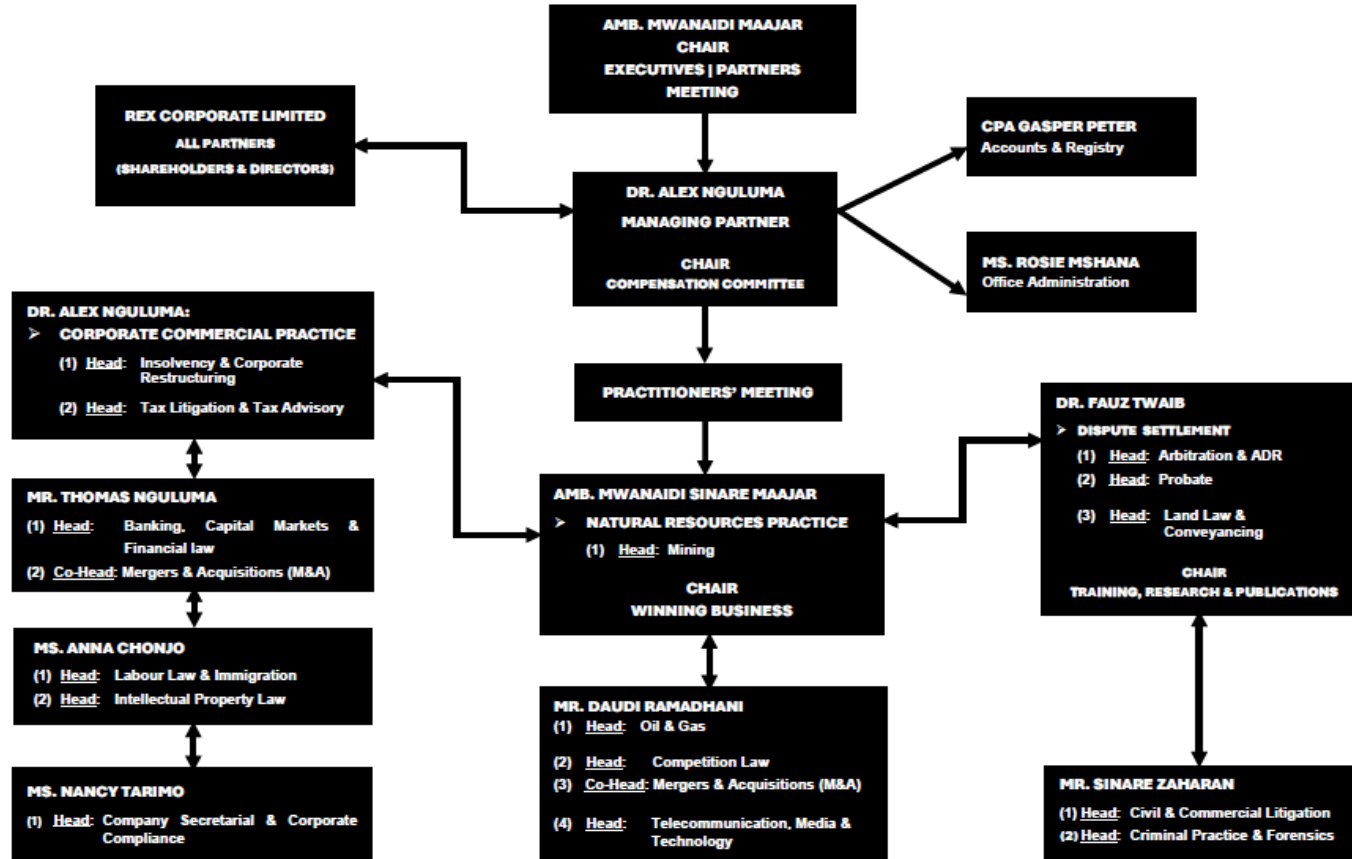 AMB. MWANAIDI MAAJAR
CHAIR
EXECUTIVES | PARTNERS
MEETING
REX CORPORATE LIMITED
ALL PARTNERS
(SHAREHOLDERS & DIRECTORS)
CPA GASPER PETER
Accounts & Registry
DR. ALEX NGULUMA
MANAGING PARTNER
CHAIR
COMPENSATION COMMITTEE
MS. ROSIE MSHANA
Office Administration
DR. ALEX NGULUMA:
➢ CORPORATE COMMERCIAL PRACTICE
(1) Head: Insolvency & Corporate
Restructuring
(2) Head: Tax Litigation & Tax Advisory
PRACTITIONERS' MEETING
DR. FAUZ TWAIB
➢ DISPUTE SETTLEMENT
(1) Head: Arbitration & ADR
(2) Head: Probate
(3) Head: Land Law &
Conveyancing
CHAIR
TRAINING, RESEARCH & PUBLICATIONS
MR. THOMAS NGULUMA
(1) Head: Banking, Capital Markets &
Financial law
(2) Co-Head: Mergers & Acquisitions (M&A)
AMB. MWANAIDI SINARE MAAJAR
➢ NATURAL RESOURCES PRACTICE
(1) Head: Mining
CHAIR
WINNING BUSINESS
MS. ANNA CHONJO
(1) Head: Labour Law & Immigration
(2) Head: Intellectual Property Law
MR. DAUDI RAMADHANI
(1) Head: Oil & Gas
(2) Head: Competition Law
(3) Co-Head: Mergers & Acquisitions (M&A)
(4) Head: Telecommunication, Media &
Technology
MS. NANCY TARIMO
(1) Head: Company Secretarial & Corporate
Compliance
MR. SINARE ZAHARAN
(1) Head: Civil & Commercial Litigation
(2) Head: Criminal Practice & Forensics